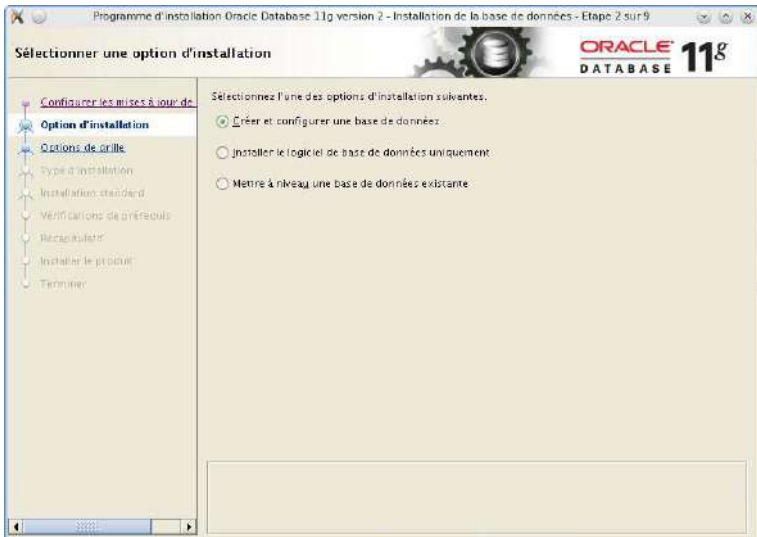 Programme d'installation Oracle Database 11g version 2 - Installation de la base de données - Etape 2 sur 9
Sélectionner une option d'installation
ORACLE
DATABASE
11g
Configurer les mises à jour de
Option d'installation
Options de grille
Type d'installation
Installation standard
Vérifications de prérequis
Récapitulatif
Installer le produit
Terminer
Sélectionnez l'une des options d'installation suivantes.
Créer et configurer une base de données
Installer le logiciel de base de données uniquement
Mettre à niveau une base de données existante